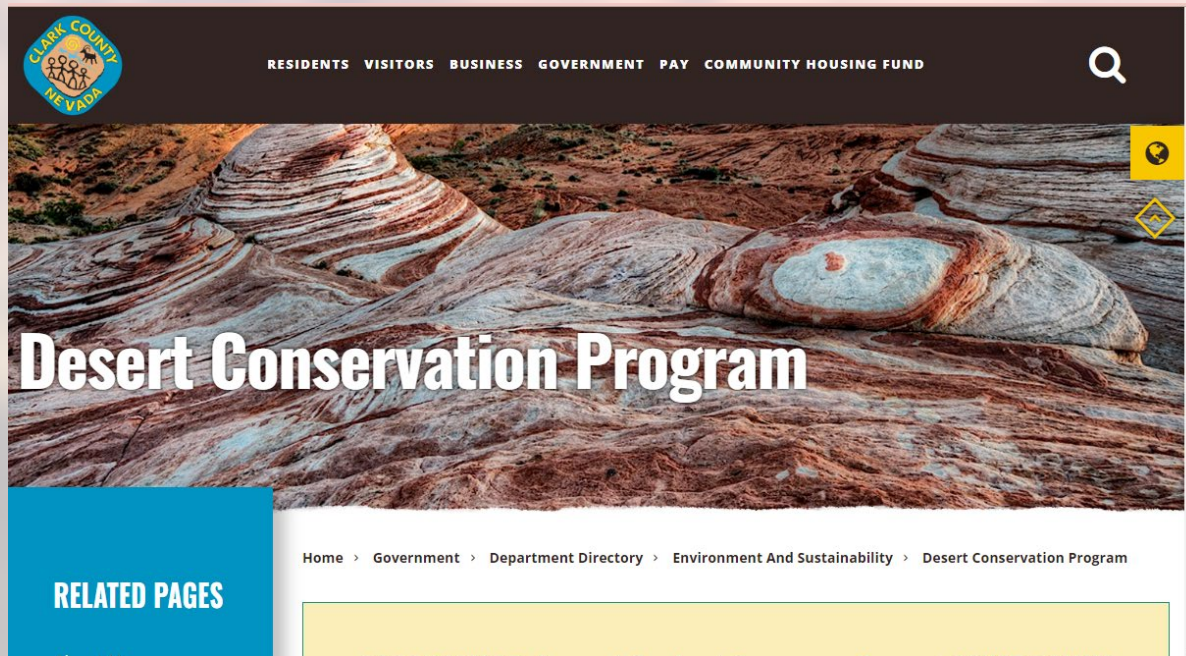 CLARK COUNTY
NEVADA
RESIDENTS VISITORS BUSINESS GOVERNMENT PAY COMMUNITY HOUSING FUND
Desert Conservation Program
Home > Government > Department Directory > Environment And Sustainability > Desert Conservation Program
RELATED PAGES